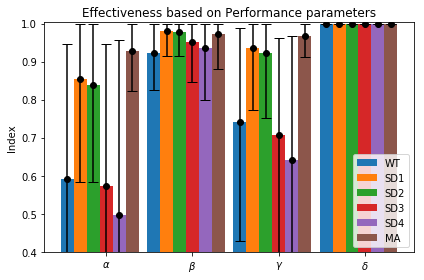 Effectiveness based on Performance parameters
1.0
0.9
0.8
0.7
0.6
0.5
0.4
Index
α
β
γ
δ
WT
SD1
SD2
SD3
SD4
MA